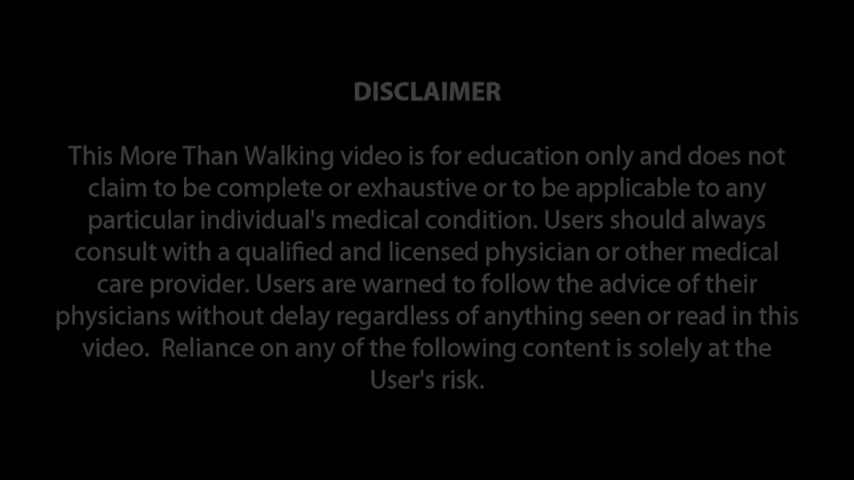 DISCLAIMER
This More Than Walking video is for education only and does not
claim to be complete or exhaustive or to be applicable to any
particular individual's medical condition. Users should always
consult with a qualified and licensed physician or other medical
care provider. Users are warned to follow the advice of their
physicians without delay regardless of anything seen or read in this
video.  Reliance on any of the following content is solely at the
User's risk.